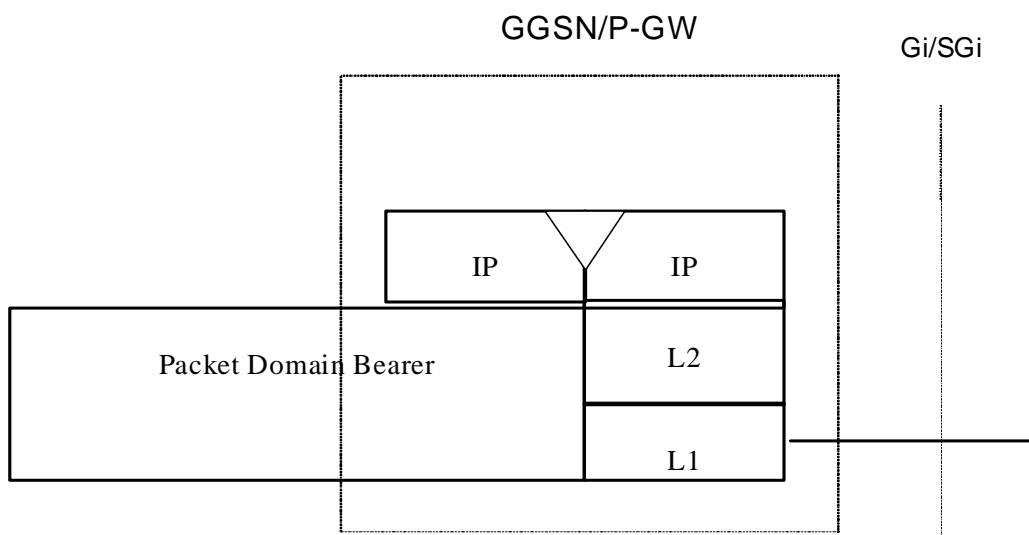 GGSN/P-GW
Gi/SGi
IP
IP
Packet Domain Bearer
L2
L1